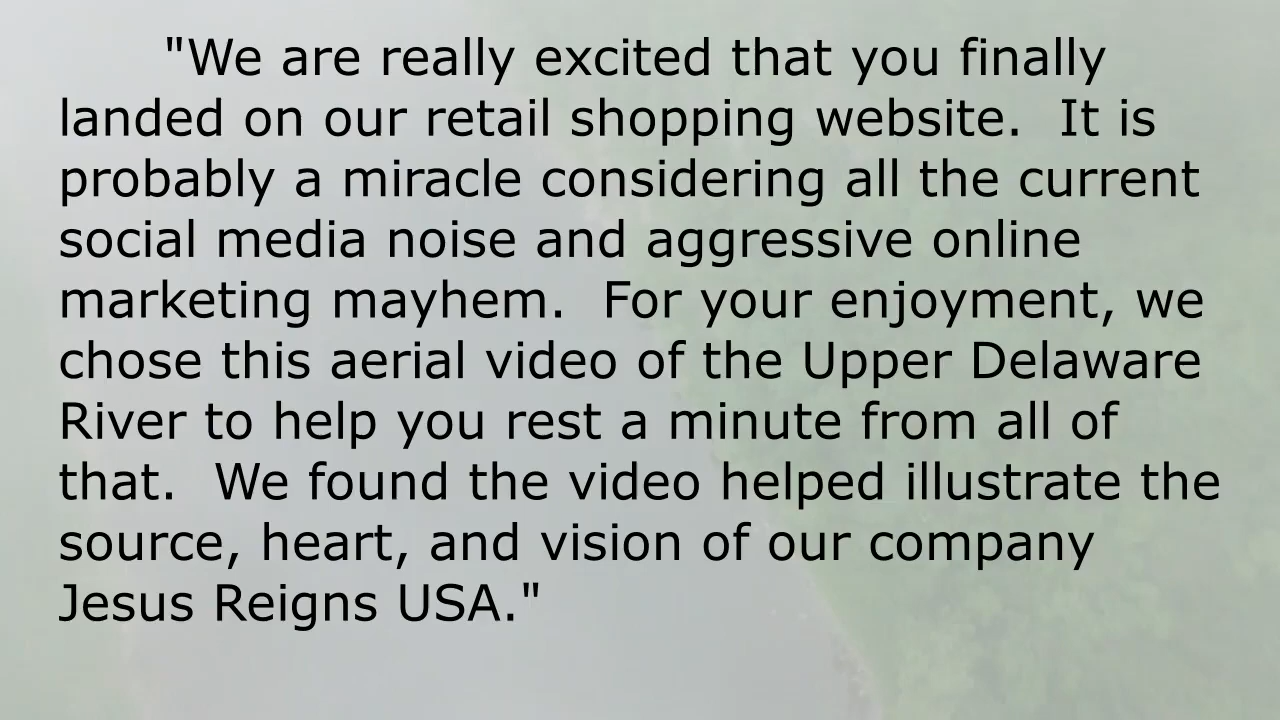 "We are really excited that you finally
landed on our retail shopping website.  It is
probably a miracle considering all the current
social media noise and aggressive online
marketing mayhem.  For your enjoyment, we
chose this aerial video of the Upper Delaware
River to help you rest a minute from all of
that.  We found the video helped illustrate the
source, heart, and vision of our company
Jesus Reigns USA."